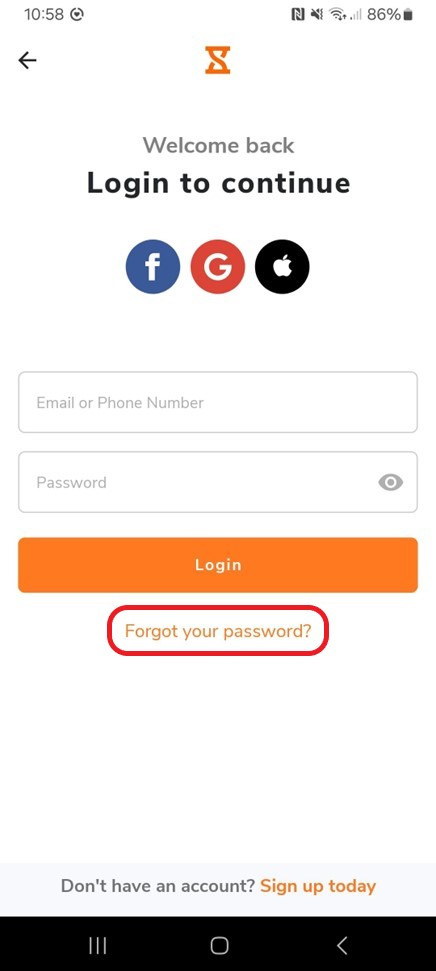 10:58 86%
Welcome back
Login to continue
Email or Phone Number
Password
Login
Forgot your password?
Don't have an account? Sign up today